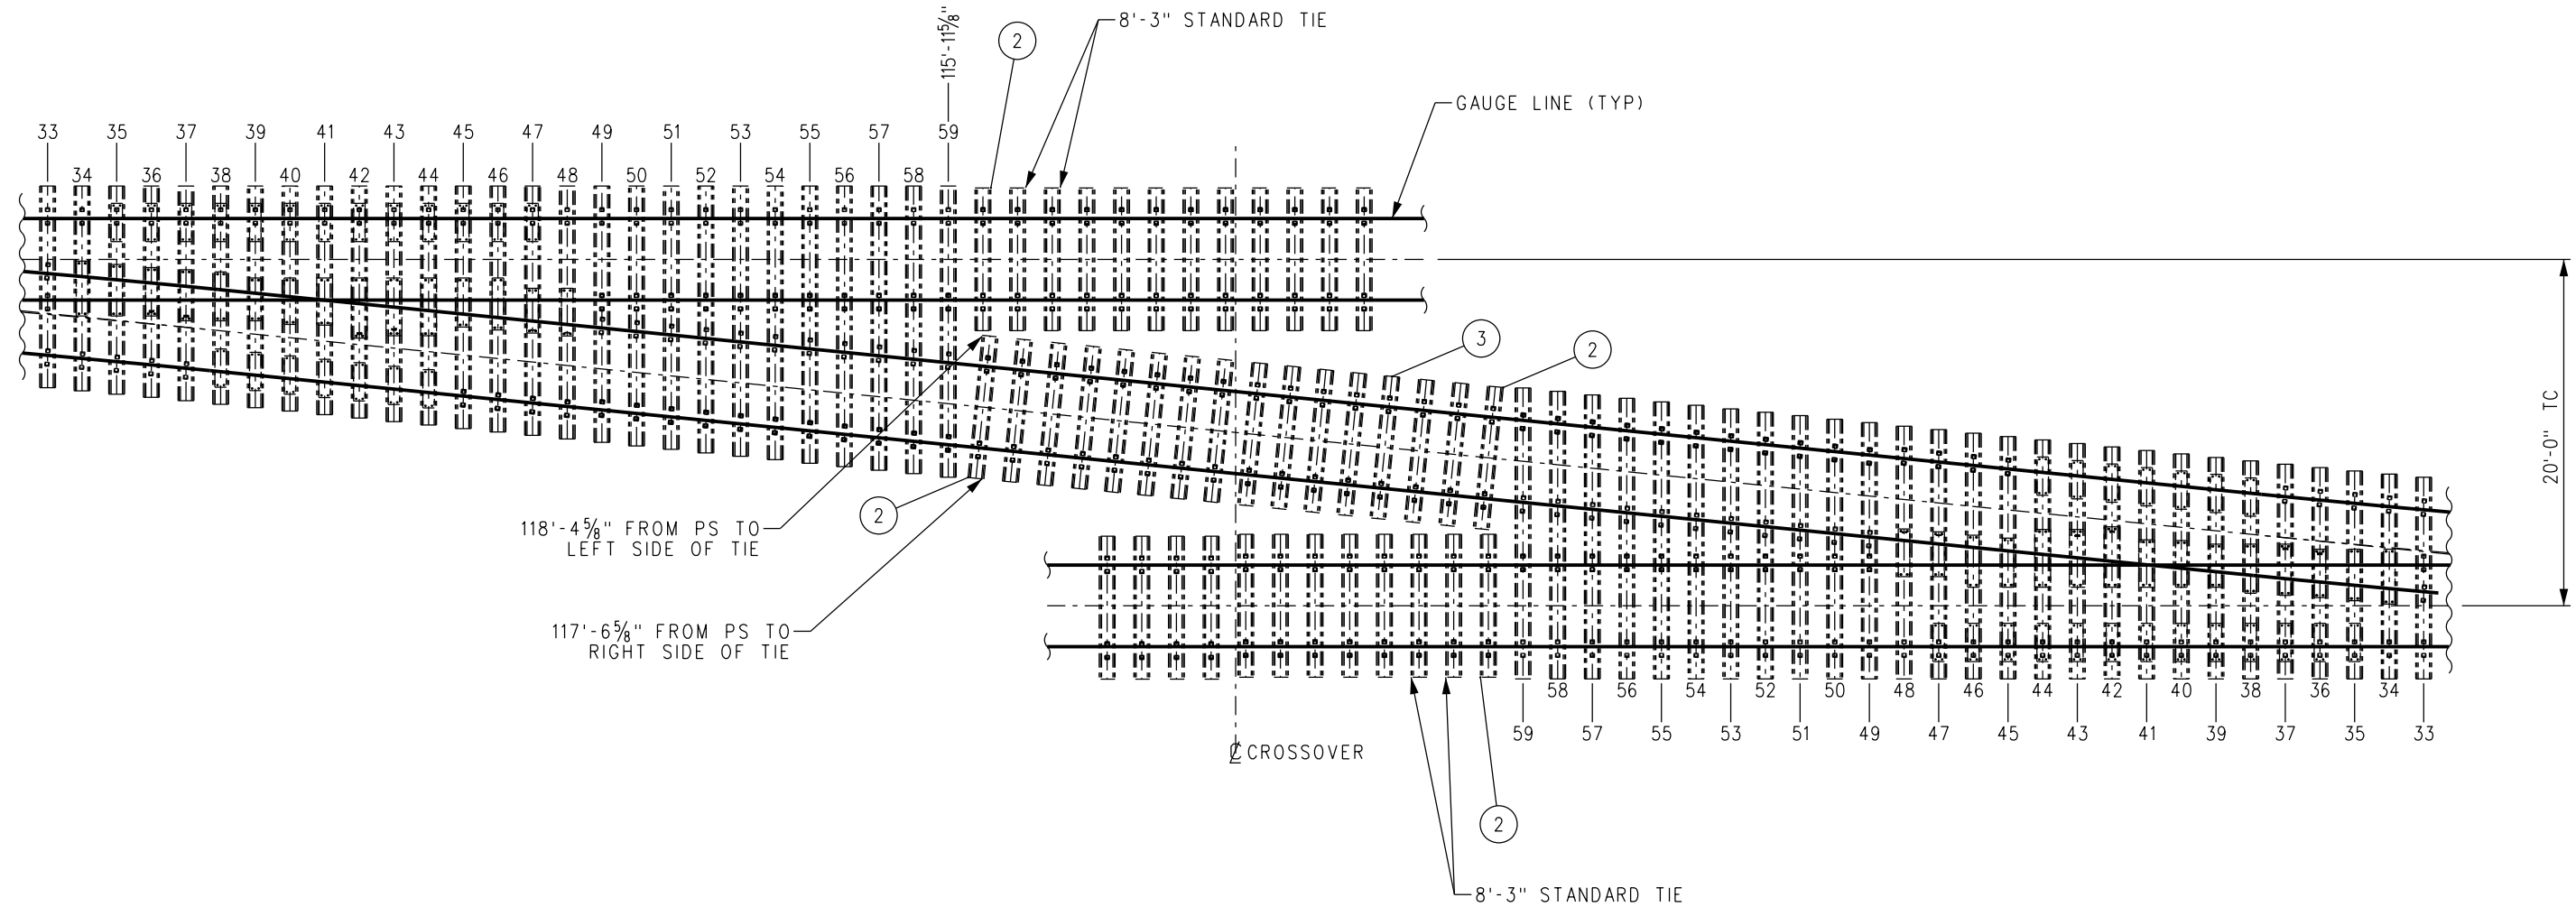 8'-3" STANDARD TIE
2
115'-11⅝"
GAUGE LINE (TYP)
33 35 37 39 41 43 45 47 49 51 53 55 57 59
34 36 38 40 42 44 46 48 50 52 54 56 58
3
2
20'-0" TC
2
118'-4⅝" FROM PS TO
LEFT SIDE OF TIE
117'-6⅝" FROM PS TO
RIGHT SIDE OF TIE
58 56 54 52 50 48 46 44 42 40 38 36 34
59 57 55 53 51 49 47 45 43 41 39 37 35 33
℄ CROSSOVER
2
8'-3" STANDARD TIE